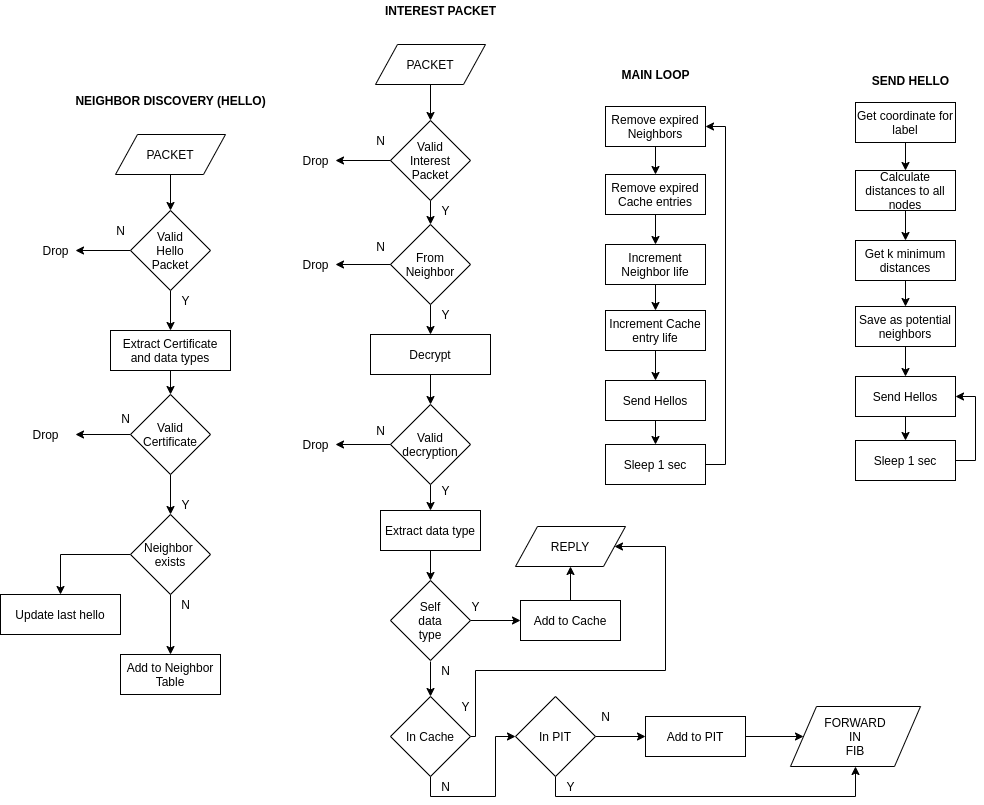 INTEREST PACKET
NEIGHBOR DISCOVERY (HELLO)
PACKET
N
Valid
Hello
Packet
Drop
Y
Extract Certificate
and data types
N
Valid
Certificate
Drop
Y
Neighbor
exists
Update last hello
N
Add to Neighbor
Table
PACKET
N
Valid
Interest
Packet
Drop
Y
N
From
Neighbor
Drop
Y
Decrypt
N
Valid
decryption
Drop
Y
Extract data type
Self
data
type
Y
Add to Cache
REPLY
N
In Cache
Y
N
In PIT
N
Y
Add to PIT
FORWARD
IN
FIB
MAIN LOOP
Remove expired
Neighbors
Remove expired
Cache entries
Increment
Neighbor life
Increment Cache
entry life
Send Hellos
Sleep 1 sec
SEND HELLO
Get coordinate for
label
Calculate
distances to all
nodes
Get k minimum
distances
Save as potential
neighbors
Send Hellos
Sleep 1 sec